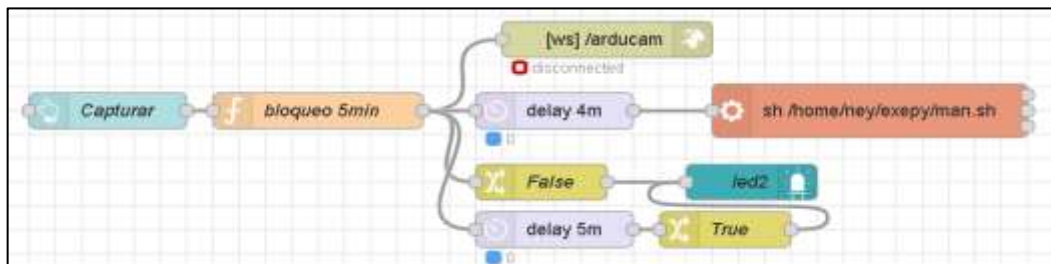 [ws] /arducam
disconnected
Capturar
bloqueo 5min
delay 4m
0
sh /home/ney/exepy/man.sh
False
led2
delay 5m
0
True